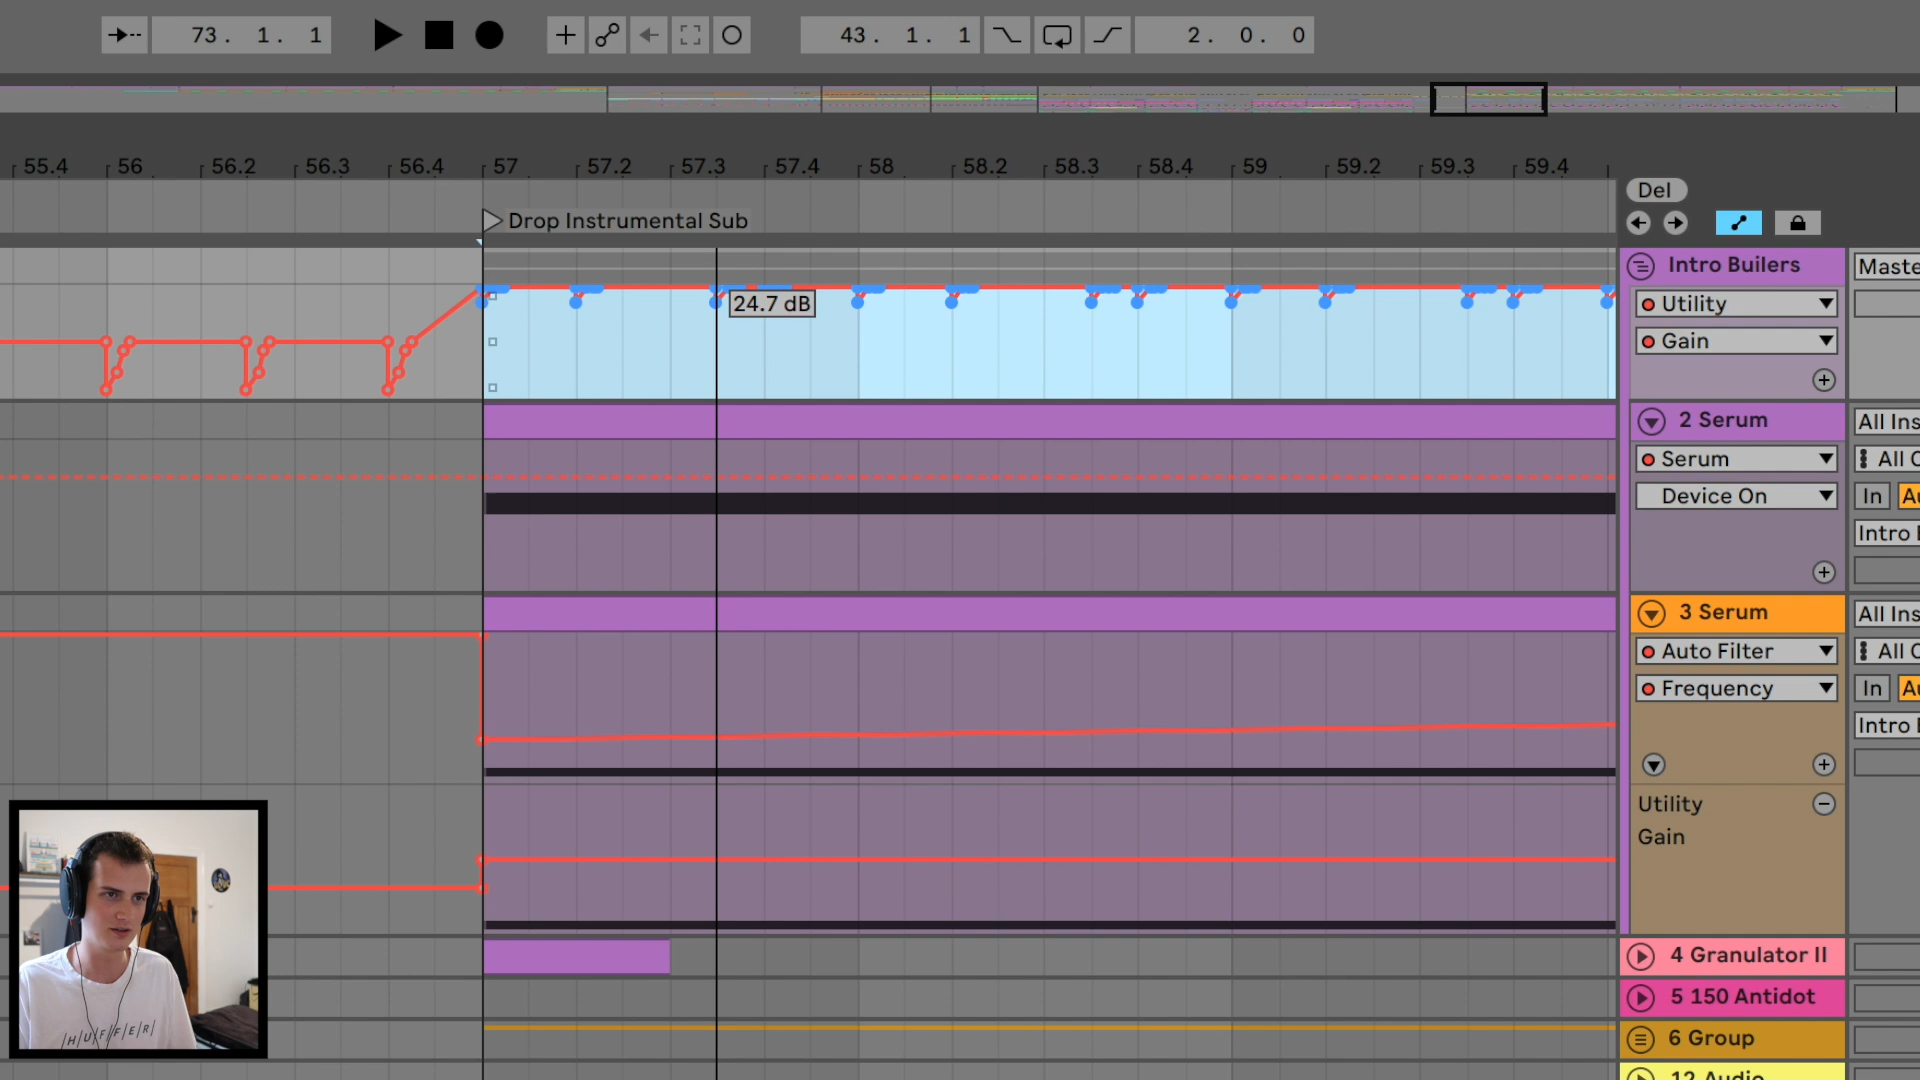 73. 1. 1
43. 1. 1
2. 0. 0
55.4 56 56.2 56.3 56.4 57 57.2 57.3 57.4 58 58.2 58.3 58.4 59 59.2 59.3 59.4
Del
Drop Instrumental Sub
Intro Builers
Maste
24.7 dB
Utility
Gain
2 Serum
All Ins
Serum
All C
Device On
In
Au
Intro E
3 Serum
All Ins
Auto Filter
All C
Frequency
In
Au
Intro E
Utility
Gain
4 Granulator II
5 150 Antidot
6 Group
12 Audio
/H/U/F/F/E/R/